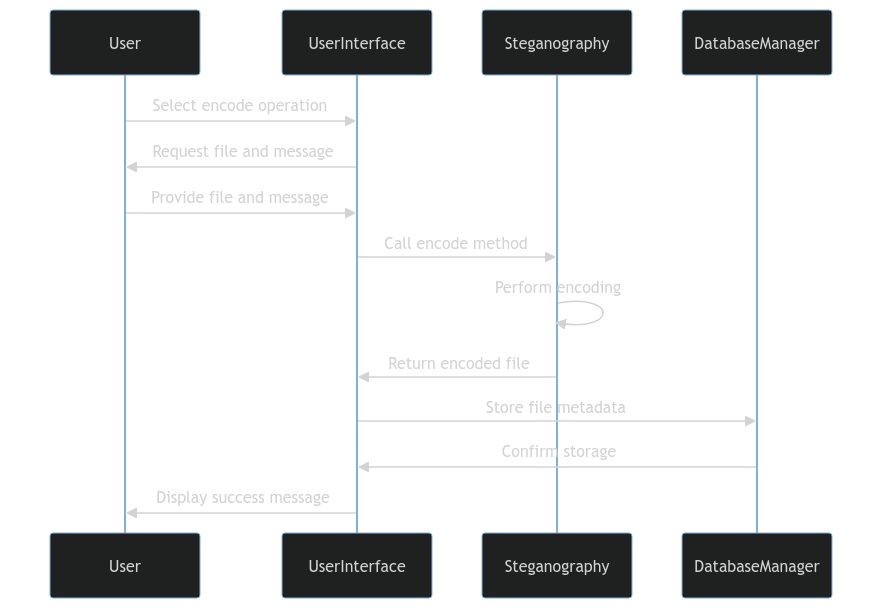 User
UserInterface
Steganography
DatabaseManager
Select encode operation
Request file and message
Provide file and message
Call encode method
Perform encoding
Return encoded file
Store file metadata
Confirm storage
Display success message
User
UserInterface
Steganography
DatabaseManager